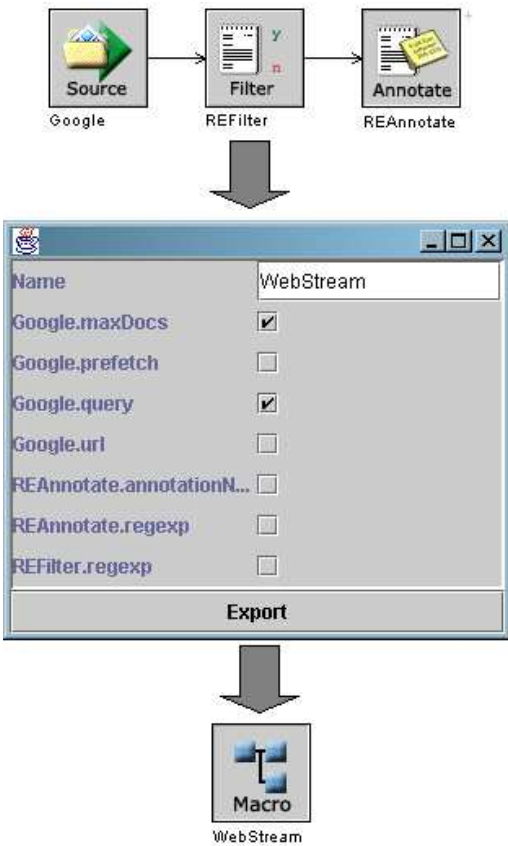 y
n
Source
Filter
Annotate
Google
REFilter
REAnnotate
Name
WebStream
Google.maxDocs
Google.prefetch
Google.query
Google.url
REAnnotate.annotationN...
REAnnotate.regexp
REFilter.regexp
Export
Macro
WebStream